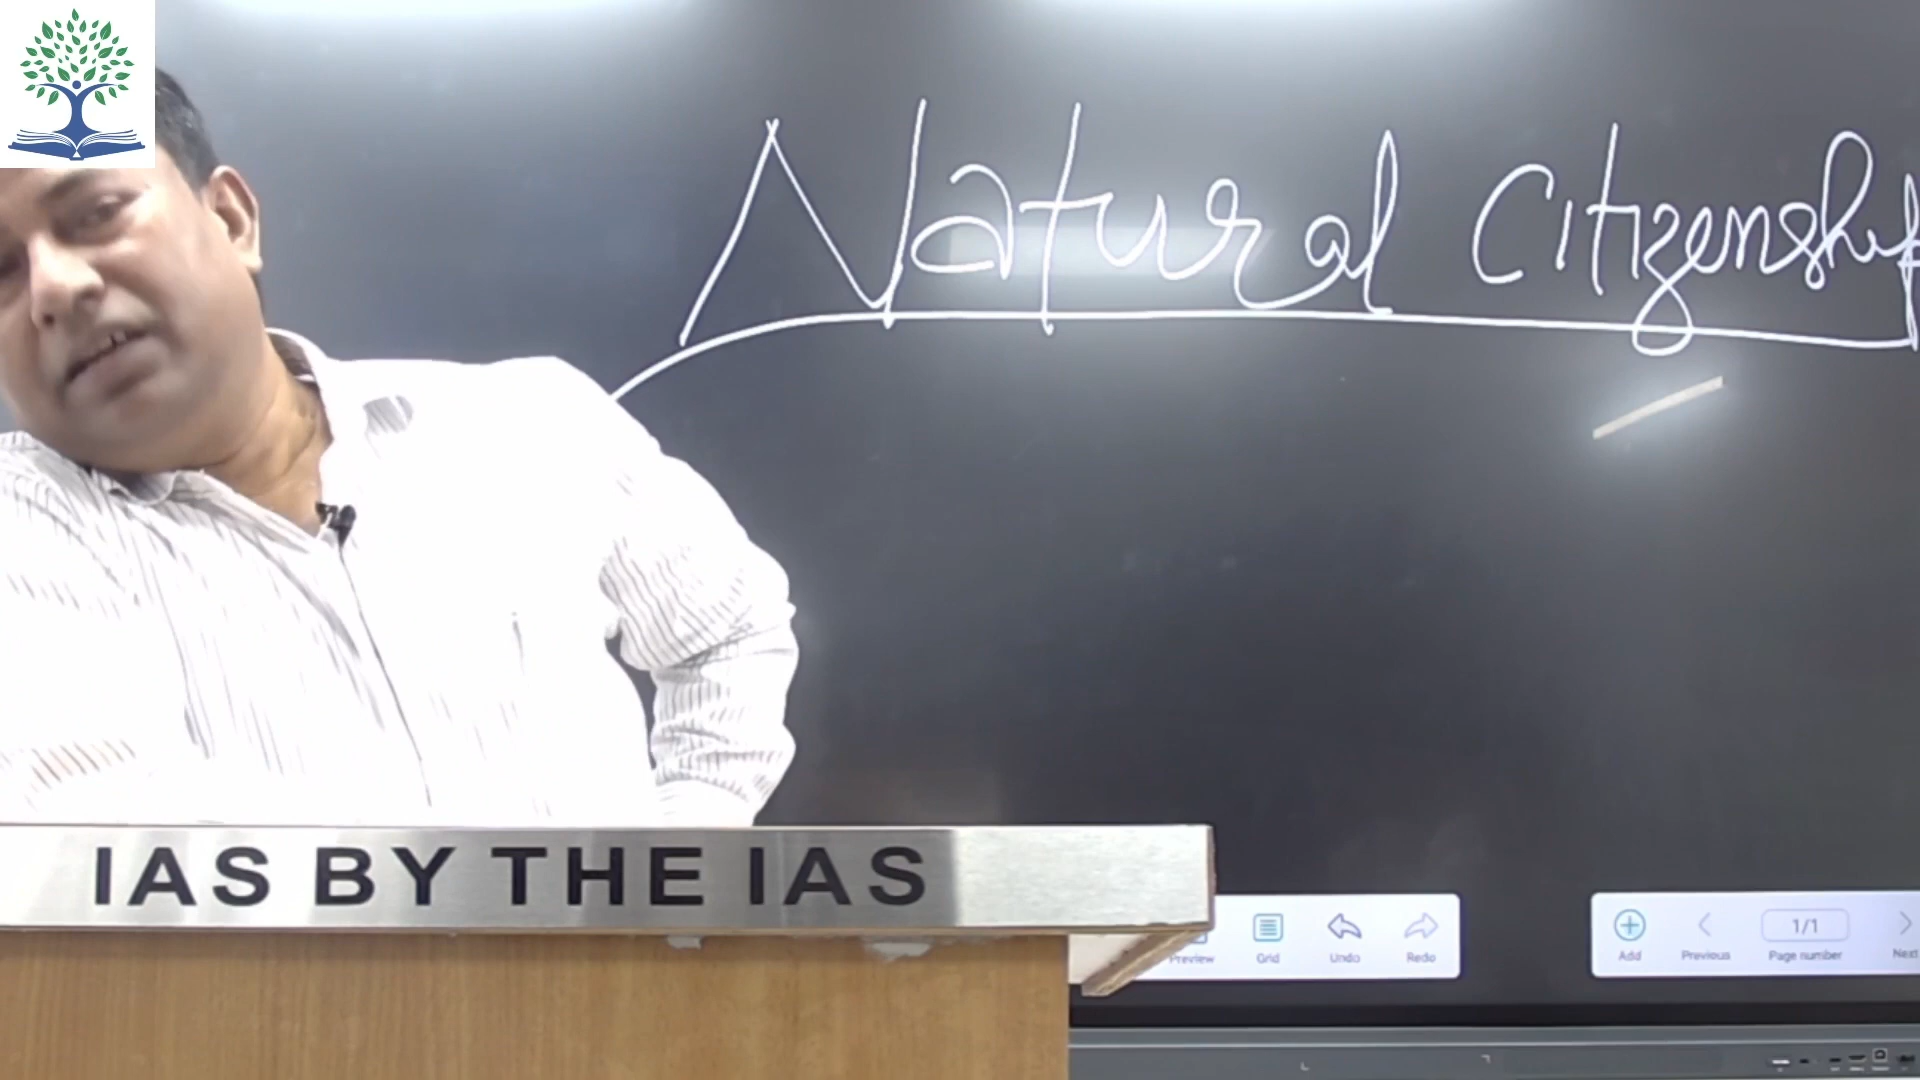 Natural Citizenship
IAS BY THE IAS
Preview Grid Undo Redo
Add Previous 1/1 Page number Next